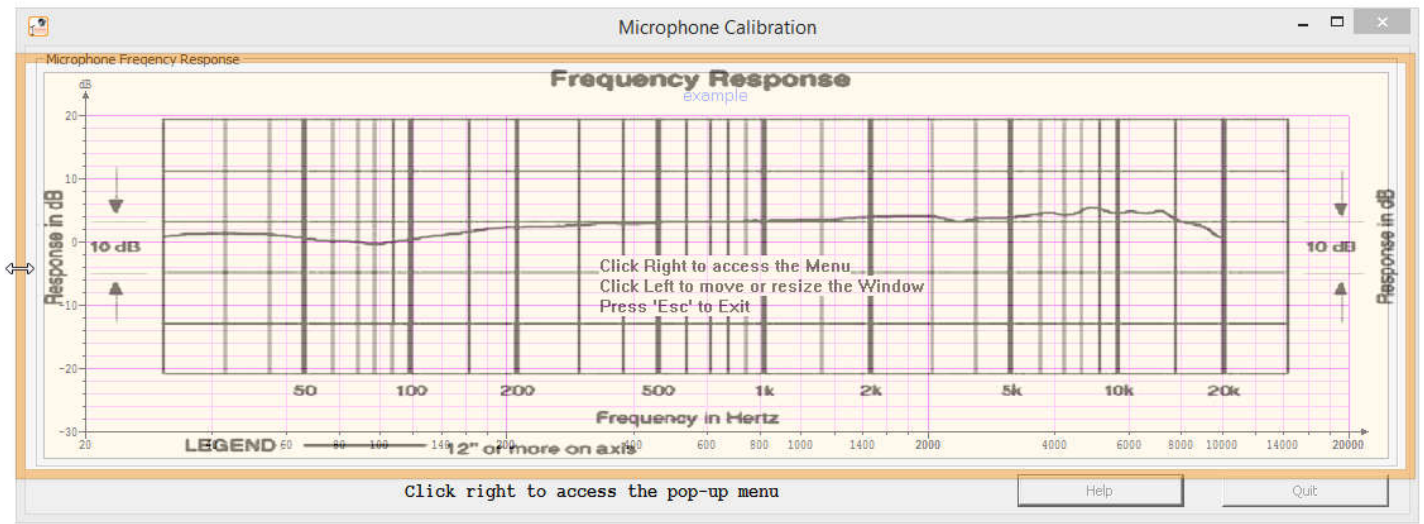 Microphone Calibration
Microphone Freqency Response
Frequency Response
example
dB
20
10
0
-10
-20
-30
Response in dB
10 dB
Click Right to access the Menu
Click Left to move or resize the Window
Press 'Esc' to Exit
10 dB
Response in dB
50 100 200 500 1k 2k 5k 10k 20k
Frequency in Hertz
20 40 60 80 100 140 200 400 600 800 1000 1400 2000 4000 6000 8000 10000 14000 20000
LEGEND 12" or more on axis
Click right to access the pop-up menu
Help
Quit